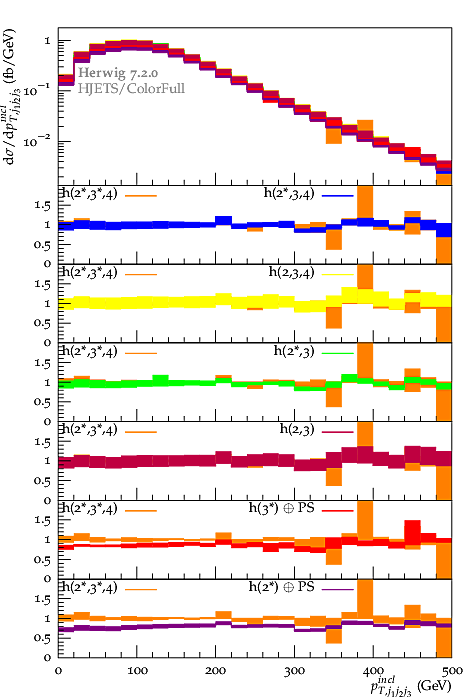 dσ/dp^{incl}_{T,j1j2j3} (fb/GeV)
1
10⁻¹
10⁻²
Herwig 7.2.0
HJETS/ColorFull
h(2*,3*,4) h(2*,3,4)
1.5
1
0.5
0
h(2*,3*,4) h(2,3,4)
1.5
1
0.5
0
h(2*,3*,4) h(2*,3)
1.5
1
0.5
0
h(2*,3*,4) h(2,3)
1.5
1
0.5
0
h(2*,3*,4) h(3*) ⊕ PS
1.5
1
0.5
0
h(2*,3*,4) h(2*) ⊕ PS
1.5
1
0.5
0
0 100 200 300 400 500
p^{incl}_{T,j1j2j3} (GeV)